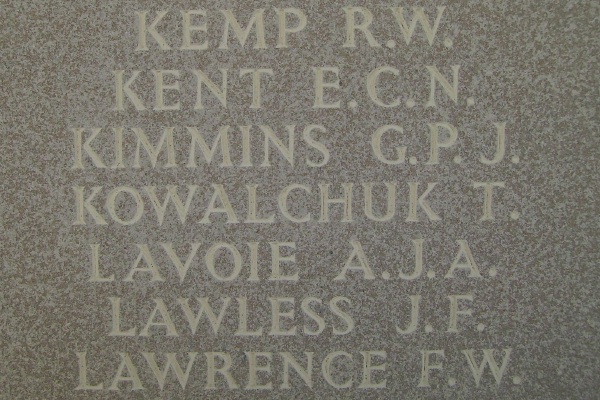 KEMP R.W.
KENT E.C.N.
KIMMINS G.P.J.
KOWALCHUK T.
LAVOIE A.J.A.
LAWLESS J.F.
LAWRENCE F.W.